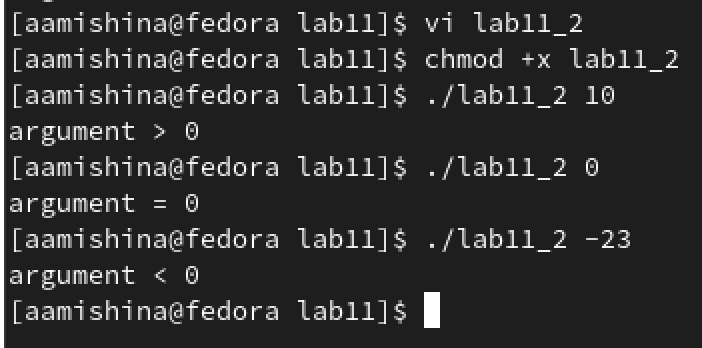 [aamishina@fedora lab11]$ vi lab11_2
[aamishina@fedora lab11]$ chmod +x lab11_2
[aamishina@fedora lab11]$ ./lab11_2 10
argument > 0
[aamishina@fedora lab11]$ ./lab11_2 0
argument = 0
[aamishina@fedora lab11]$ ./lab11_2 -23
argument < 0
[aamishina@fedora lab11]$